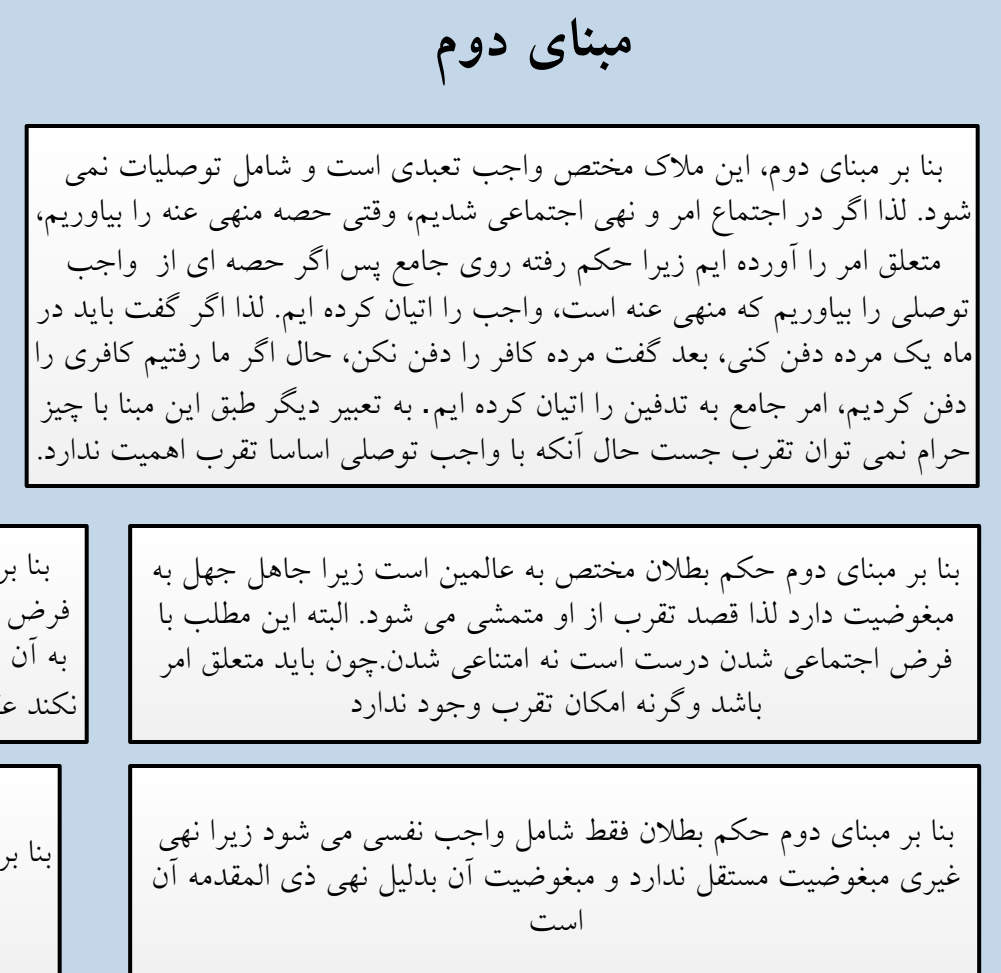 مبنای دوم
بنا بر مبنای دوم، این ملاک مختص واجب تعبدی است و شامل توصلیات نمی
شود. لذا اگر در اجتماع امر و نهی اجتماعی شدیم، وقتی حصه منهی عنه را بیاوریم،
متعلق امر را آورده ایم زیرا حکم رفته روی جامع پس اگر حصه ای از واجب
توصلی را بیاوریم که منهی عنه است، واجب را اتیان کرده ایم. لذا اگر گفت باید در
ماه یک مرده دفن کنی، بعد گفت مرده کافر را دفن نکن، حال اگر ما رفتیم کافری را
دفن کردیم، امر جامع به تدفین را اتیان کرده ایم. به تعبیر دیگر طبق این مبنا با چیز
حرام نمی توان تقرب جست حال آنکه با واجب توصلی اساسا تقرب اهمیت ندارد.
بنا بر مبنای دوم حکم بطلان مختص به عالمین است زیرا جاهل جهل به
مبغوضیت دارد لذا قصد تقرب از او متمشی می شود. البته این مطلب با
فرض اجتماعی شدن درست است نه امتناعی شدن.چون باید متعلق امر
باشد وگرنه امکان تقرب وجود ندارد
بنا بر
فرض
به آن
نکند
بنا بر مبنای دوم حکم بطلان فقط شامل واجب نفسی می شود زیرا نهی
غیری مبغوضیت مستقل ندارد و مبغوضیت آن بدلیل نهی ذی المقدمه آن
است
بنا بر